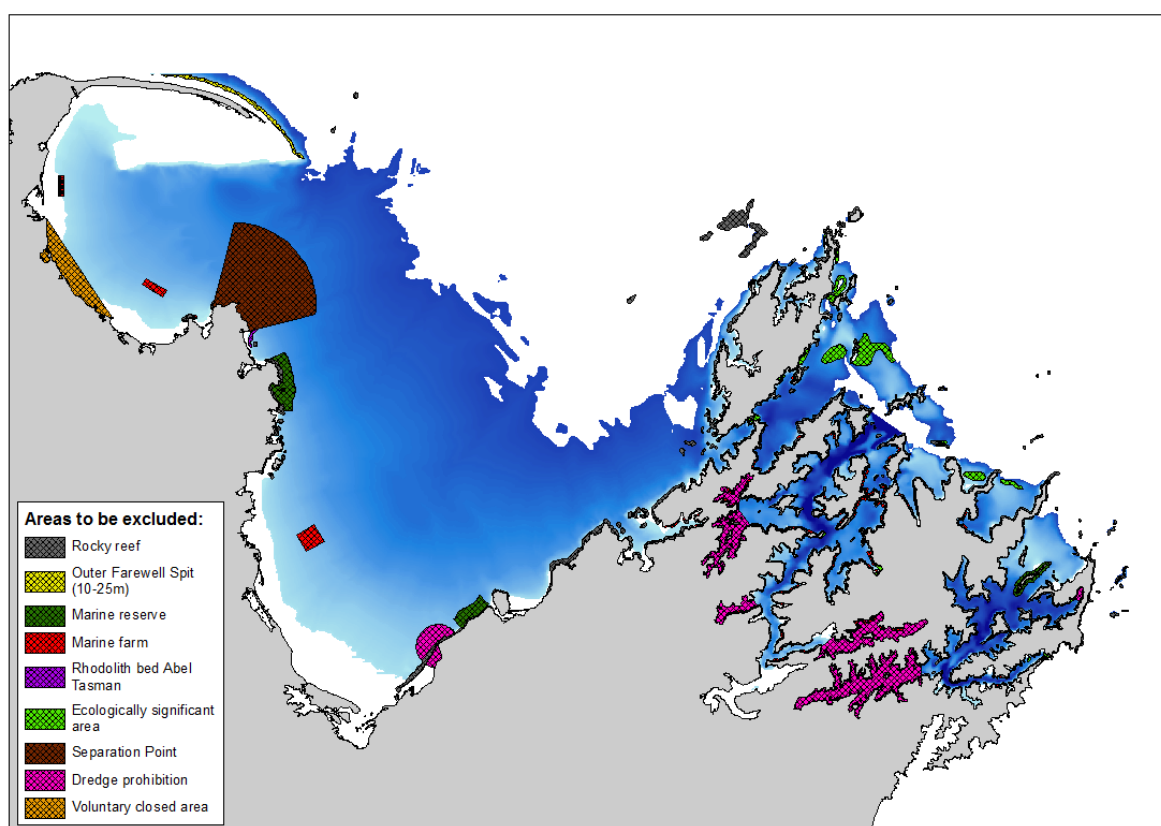 Areas to be excluded:
Rocky reef
Outer Farewell Spit
(10-25m)
Marine reserve
Marine farm
Rhodolith bed Abel
Tasman
Ecologically significant
area
Separation Point
Dredge prohibition
Voluntary closed area